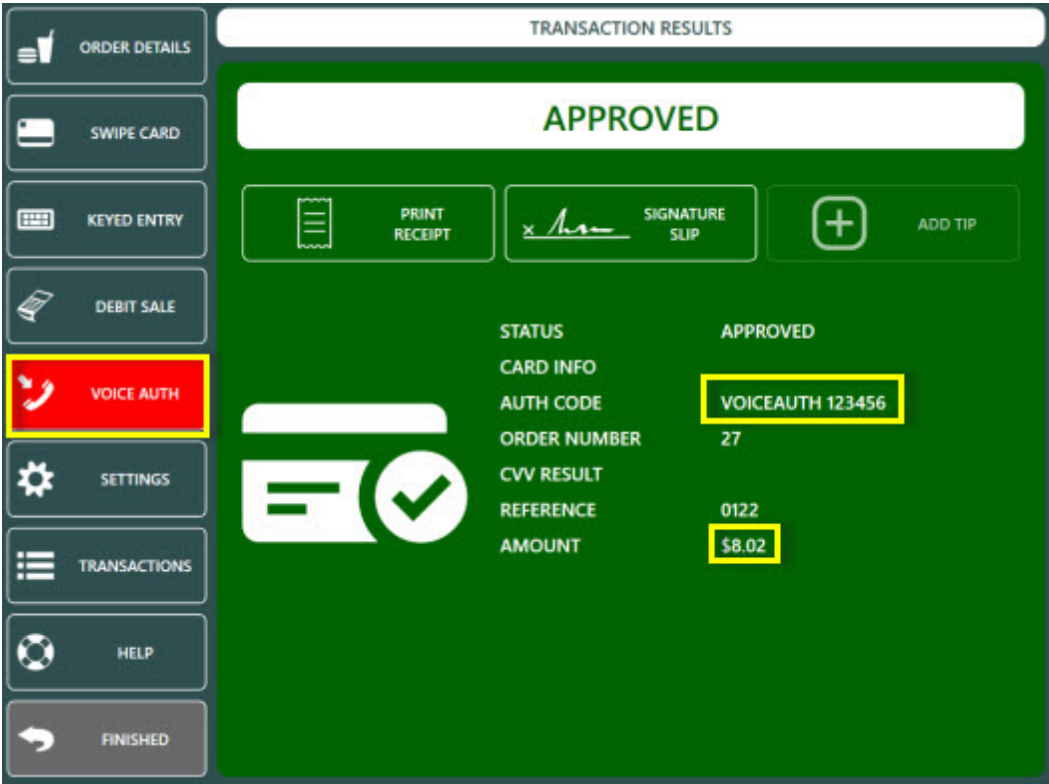 ORDER DETAILS
SWIPE CARD
KEYED ENTRY
DEBIT SALE
VOICE AUTH
SETTINGS
TRANSACTIONS
HELP
FINISHED
TRANSACTION RESULTS
APPROVED
PRINT
RECEIPT
SIGNATURE
SLIP
ADD TIP
STATUS APPROVED
CARD INFO
AUTH CODE VOICEAUTH 123456
ORDER NUMBER 27
CVV RESULT
REFERENCE 0122
AMOUNT $8.02